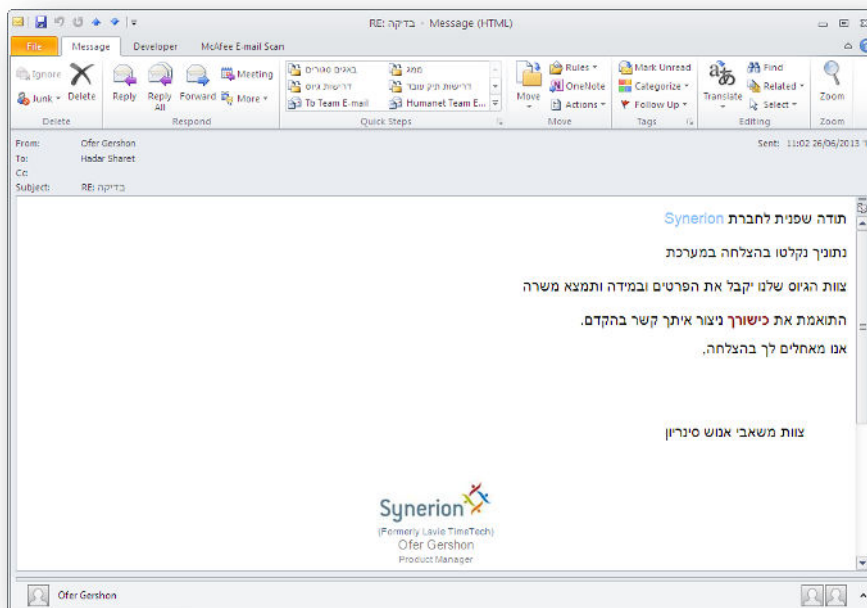 RE: בדיקה - Message (HTML)
File Message Developer McAfee E-mail Scan
Ignore
Junk
Delete
Delete
Reply
Reply All
Forward
Meeting
More
Respond
באגים סגורים
דרישות גיוס
To Team E-mail
ממג
דרישות תיק עובד
Humanet Team E...
Quick Steps
Move
Rules
OneNote
Actions
Move
Mark Unread
Categorize
Follow Up
Tags
Translate
Find
Related
Select
Editing
Zoom
Zoom
From: Ofer Gershon
Sent: 11:02 26/06/2013
To: Hadar Sharet
Cc:
Subject: RE: בדיקה
תודה שפנית לחברת Synerion
נתוניך נקלטו בהצלחה במערכת
צוות הגיוס שלנו יקבל את הפרטים ובמידה ותמצא משרה
התואמת את כישורך ניצור איתך קשר בהקדם.
אנו מאחלים לך בהצלחה,
צוות משאבי אנוש סינריון
Synerion
(Formerly Lavie TimeTech)
Ofer Gershon
Product Manager
Ofer Gershon